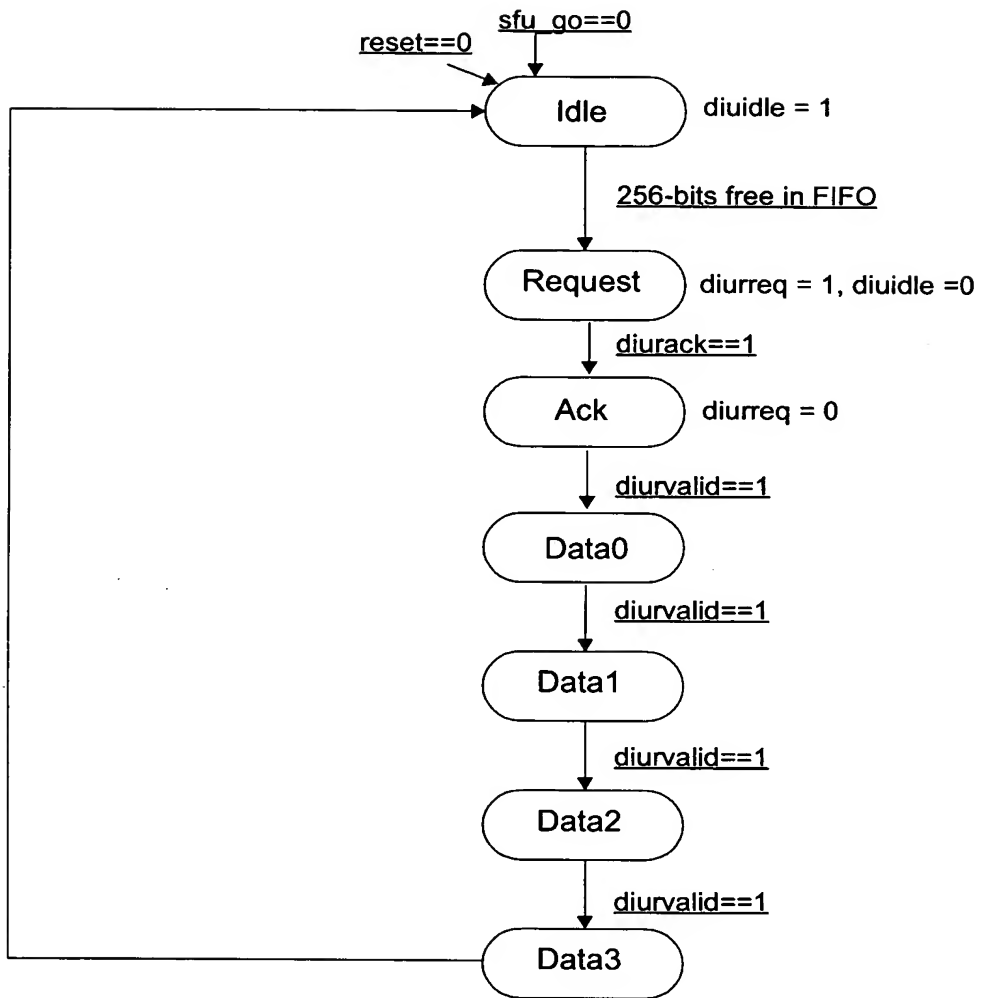 sfu_go==0
reset==0
Idle
diuidle = 1
256-bits free in FIFO
Request
diurreq = 1, diuidle =0
diurack==1
Ack
diurreq = 0
diurvalid==1
Data0
diurvalid==1
Data1
diurvalid==1
Data2
diurvalid==1
Data3